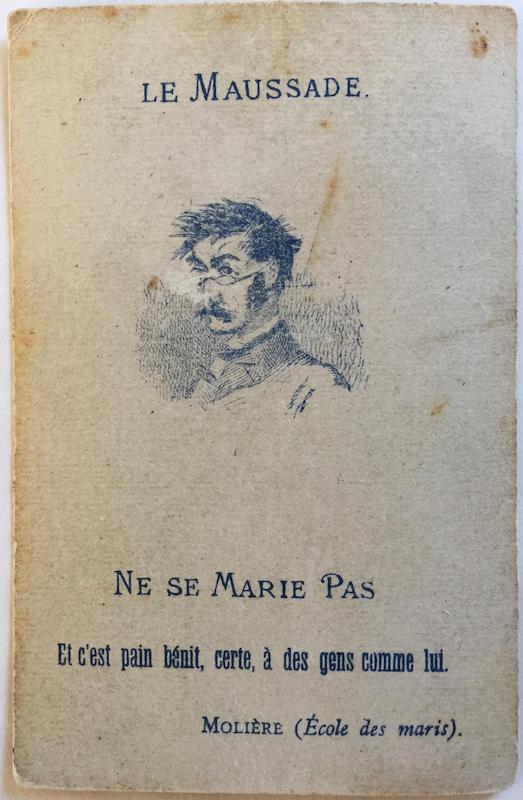 LE MAUSSADE.
NE SE MARIE PAS
Et c'est pain bénit, certe, à des gens comme lui.
MOLIÈRE (École des maris).